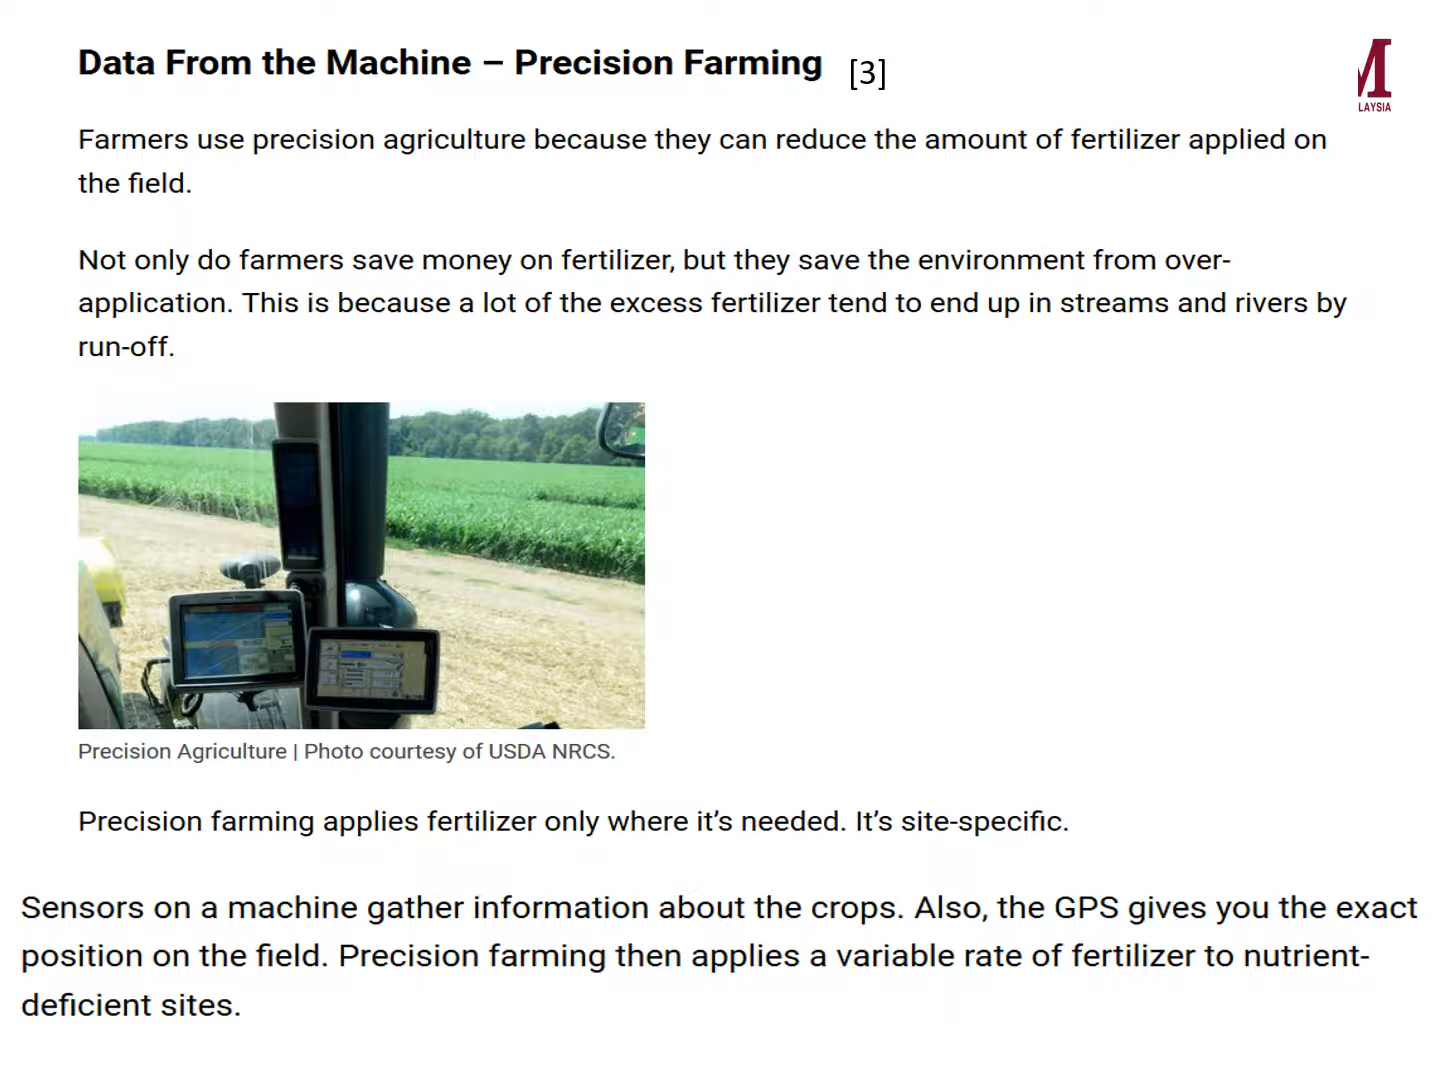 Data From the Machine – Precision Farming [3]
M
LAYSIA
Farmers use precision agriculture because they can reduce the amount of fertilizer applied on
the field.
Not only do farmers save money on fertilizer, but they save the environment from over-
application. This is because a lot of the excess fertilizer tend to end up in streams and rivers by
run-off.
Precision Agriculture | Photo courtesy of USDA NRCS.
Precision farming applies fertilizer only where it’s needed. It’s site-specific.
Sensors on a machine gather information about the crops. Also, the GPS gives you the exact
position on the field. Precision farming then applies a variable rate of fertilizer to nutrient-
deficient sites.